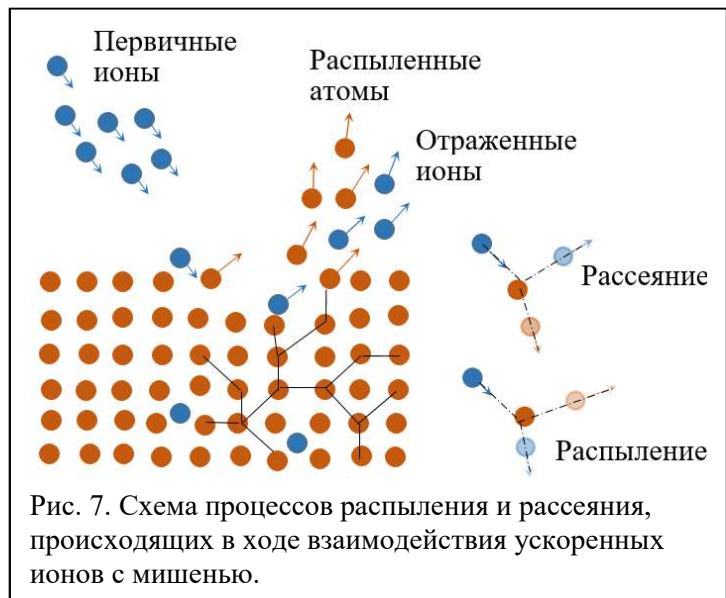 Первичные
ионы
Распыленные
атомы
Отраженные
ионы
Рассеяние
Распыление
Рис. 7. Схема процессов распыления и рассеяния,
происходящих в ходе взаимодействия ускоренных
ионов с мишенью.